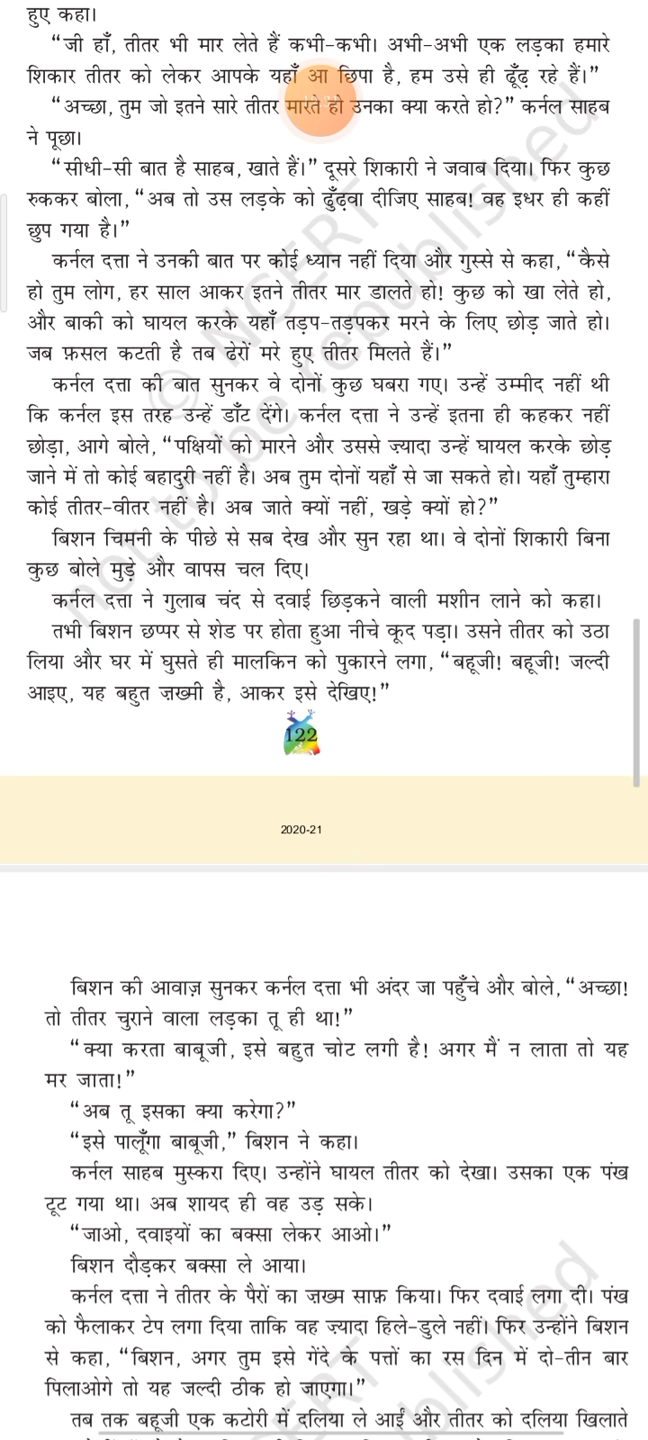 हुए कहा।
“जी हाँ, तीतर भी मार लेते हैं कभी-कभी। अभी-अभी एक लड़का हमारे
शिकार तीतर को लेकर आपके यहाँ आ छिपा है, हम उसे ही ढूँढ़ रहे हैं।”
“अच्छा, तुम जो इतने सारे तीतर मारते हो उनका क्या करते हो?” कर्नल साहब
ने पूछा।
“सीधी-सी बात है साहब, खाते हैं।” दूसरे शिकारी ने जवाब दिया। फिर कुछ
रुककर बोला, “अब तो उस लड़के को ढुँढ़वा दीजिए साहब! वह इधर ही कहीं
छुप गया है।”
कर्नल दत्ता ने उनकी बात पर कोई ध्यान नहीं दिया और गुस्से से कहा, “कैसे
हो तुम लोग, हर साल आकर इतने तीतर मार डालते हो! कुछ को खा लेते हो,
और बाकी को घायल करके यहाँ तड़प-तड़पकर मरने के लिए छोड़ जाते हो।
जब फ़सल कटती है तब ढेरों मरे हुए तीतर मिलते हैं।”
कर्नल दत्ता की बात सुनकर वे दोनों कुछ घबरा गए। उन्हें उम्मीद नहीं थी
कि कर्नल इस तरह उन्हें डाँट देंगे। कर्नल दत्ता ने उन्हें इतना ही कहकर नहीं
छोड़ा, आगे बोले, “पक्षियों को मारने और उससे ज़्यादा उन्हें घायल करके छोड़
जाने में तो कोई बहादुरी नहीं है। अब तुम दोनों यहाँ से जा सकते हो। यहाँ तुम्हारा
कोई तीतर-वीतर नहीं है। अब जाते क्यों नहीं, खड़े क्यों हो?”
बिशन चिमनी के पीछे से सब देख और सुन रहा था। वे दोनों शिकारी बिना
कुछ बोले मुड़े और वापस चल दिए।
कर्नल दत्ता ने गुलाब चंद से दवाई छिड़कने वाली मशीन लाने को कहा।
तभी बिशन छप्पर से शेड पर होता हुआ नीचे कूद पड़ा। उसने तीतर को उठा
लिया और घर में घुसते ही मालकिन को पुकारने लगा, “बहूजी! बहूजी! जल्दी
आइए, यह बहुत ज़ख्मी है, आकर इसे देखिए!”
122
2020-21
बिशन की आवाज़ सुनकर कर्नल दत्ता भी अंदर जा पहुँचे और बोले, “अच्छा!
तो तीतर चुराने वाला लड़का तू ही था!”
“क्या करता बाबूजी, इसे बहुत चोट लगी है! अगर मैं न लाता तो यह
मर जाता!”
“अब तू इसका क्या करेगा?”
“इसे पालूँगा बाबूजी,” बिशन ने कहा।
कर्नल साहब मुस्करा दिए। उन्होंने घायल तीतर को देखा। उसका एक पंख
टूट गया था। अब शायद ही वह उड़ सके।
“जाओ, दवाइयों का बक्सा लेकर आओ।”
बिशन दौड़कर बक्सा ले आया।
कर्नल दत्ता ने तीतर के पैरों का ज़ख्म साफ़ किया। फिर दवाई लगा दी। पंख
को फैलाकर टेप लगा दिया ताकि वह ज़्यादा हिले-डुले नहीं। फिर उन्होंने बिशन
से कहा, “बिशन, अगर तुम इसे गेंदे के पत्तों का रस दिन में दो-तीन बार
पिलाओगे तो यह जल्दी ठीक हो जाएगा।”
तब तक बहूजी एक कटोरी में दलिया ले आईं और तीतर को दलिया खिलाते
© NCERT
not to be republished